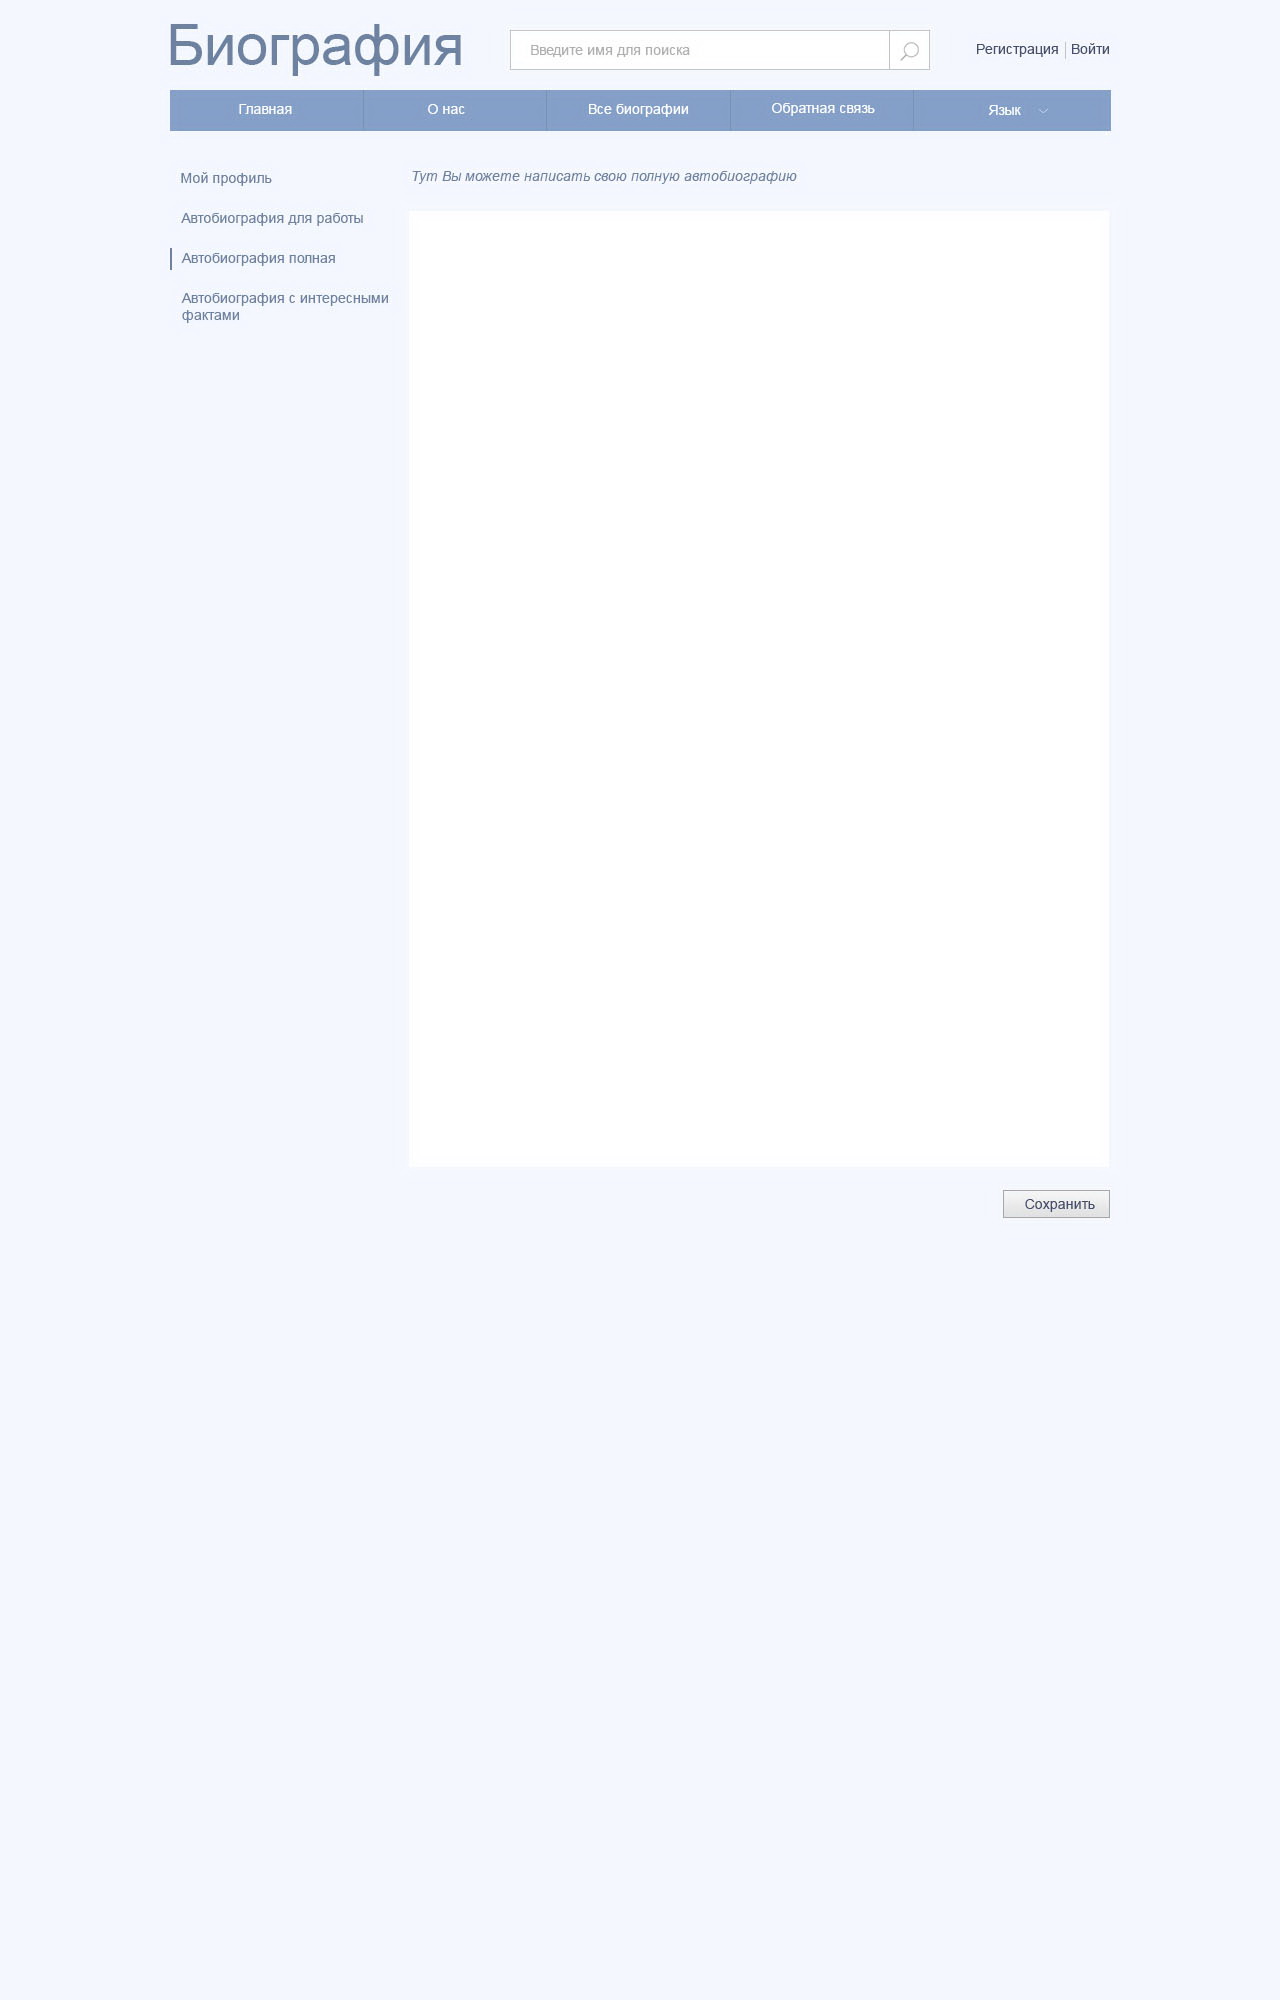 Биография
Введите имя для поиска
Регистрация Войти
Главная О нас Все биографии Обратная связь Язык
Мой профиль
Автобиография для работы
Автобиография полная
Автобиография с интересными
фактами
Тут Вы можете написать свою полную автобиографию
Сохранить